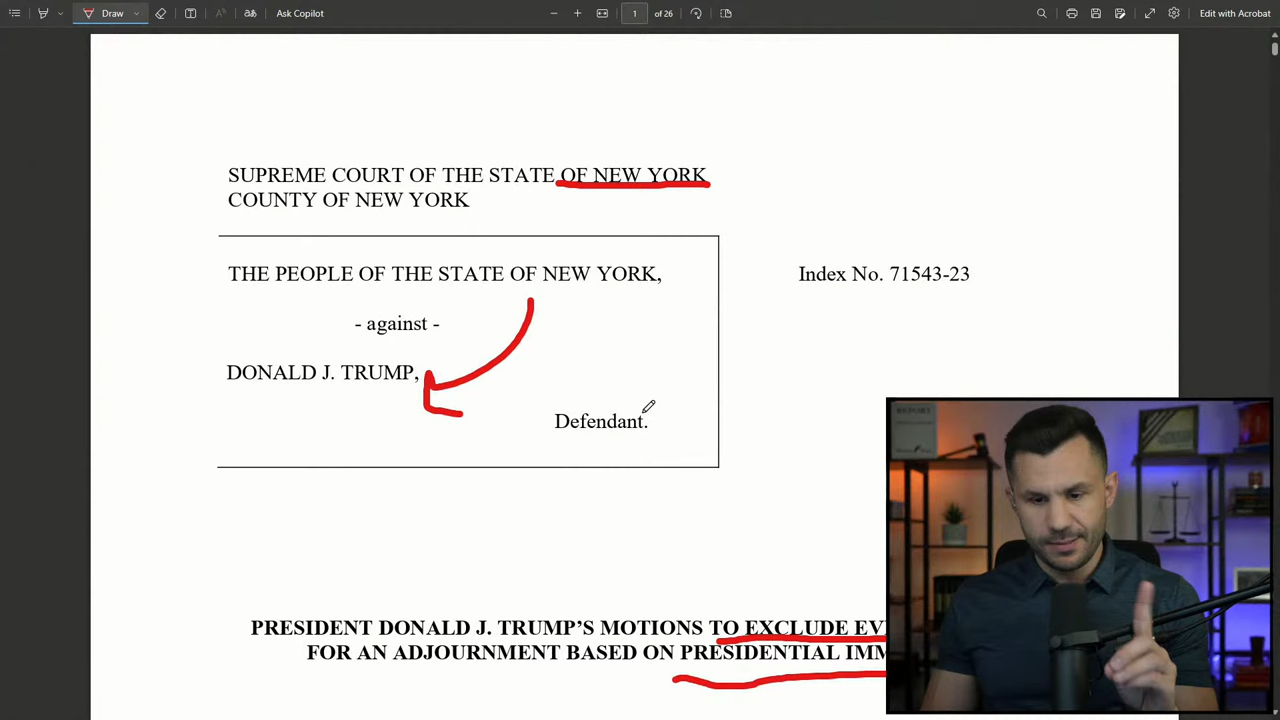 Draw
Ask Copilot
1 of 26
Edit with Acrobat
SUPREME COURT OF THE STATE OF NEW YORK
COUNTY OF NEW YORK
THE PEOPLE OF THE STATE OF NEW YORK,
Index No. 71543-23
- against -
DONALD J. TRUMP,
Defendant.
REPORT
PRESIDENT DONALD J. TRUMP'S MOTIONS TO EXCLUDE EV
FOR AN ADJOURNMENT BASED ON PRESIDENTIAL IMM